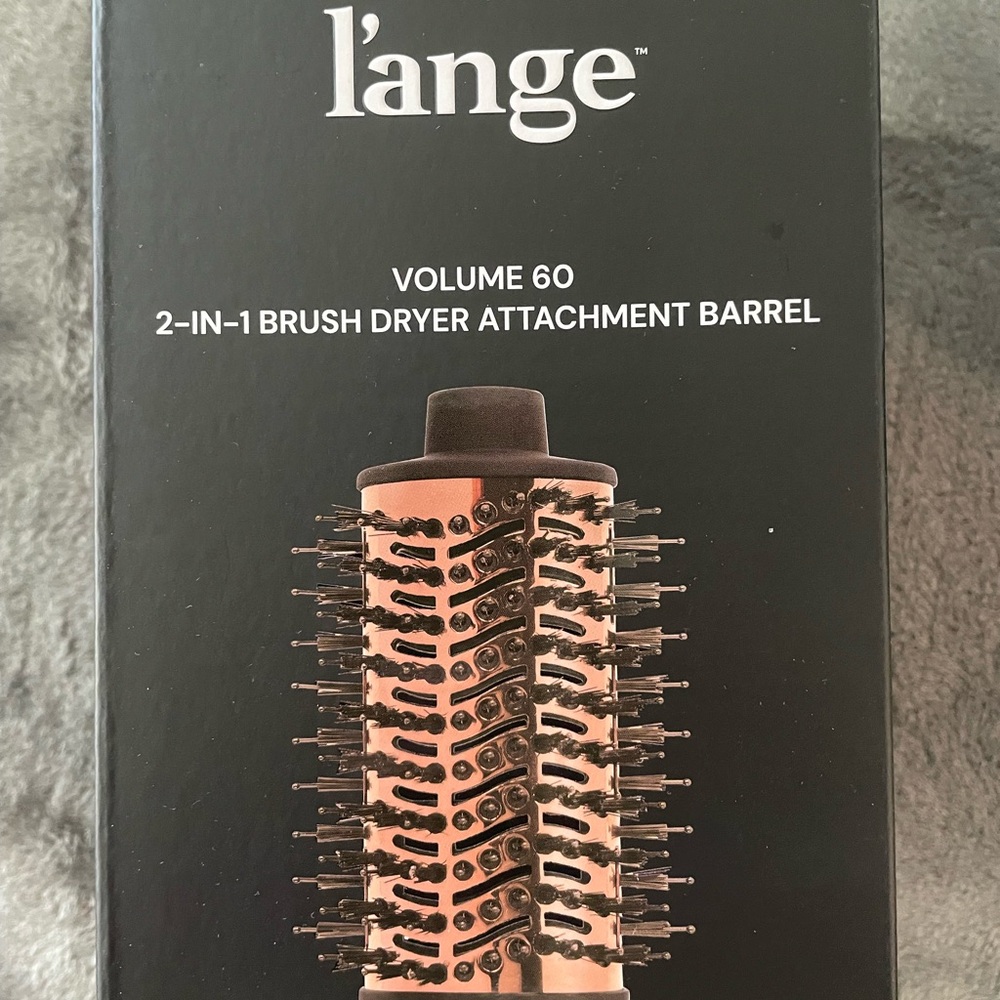 l'ange™
VOLUME 60
2-IN-1 BRUSH DRYER ATTACHMENT BARREL